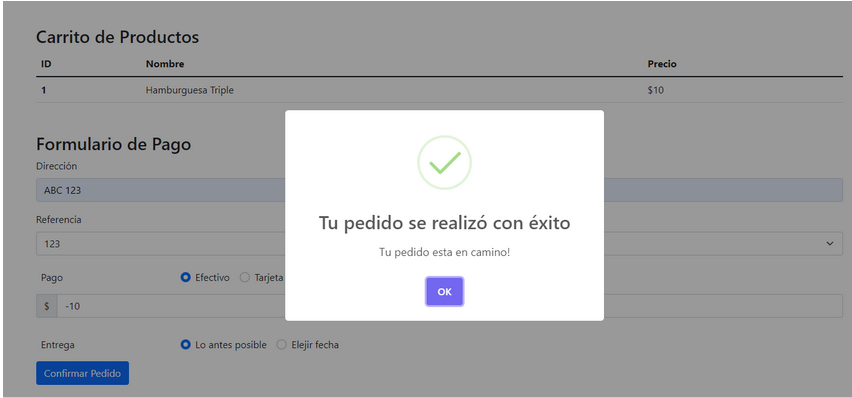 Carrito de Productos
ID Nombre Precio
1 Hamburguesa Triple $10
Formulario de Pago
Dirección
ABC 123
Referencia
123
Pago Efectivo Tarjeta
$ -10
Entrega Lo antes posible Elejir fecha
Confirmar Pedido
Tu pedido se realizó con éxito
Tu pedido esta en camino!
OK